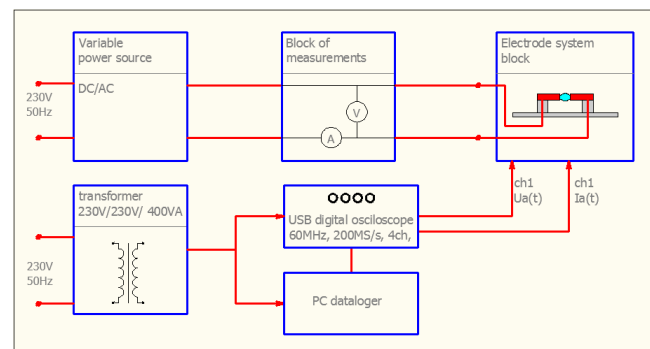 Variable
power source
DC/AC
230V
50Hz
Block of
measurements
V
A
Electrode system
block
transformer
230V/230V/ 400VA
230V
50Hz
USB digital osciloscope
60MHz, 200MS/s, 4ch,
PC dataloger
ch1
Ua(t)
ch1
Ia(t)